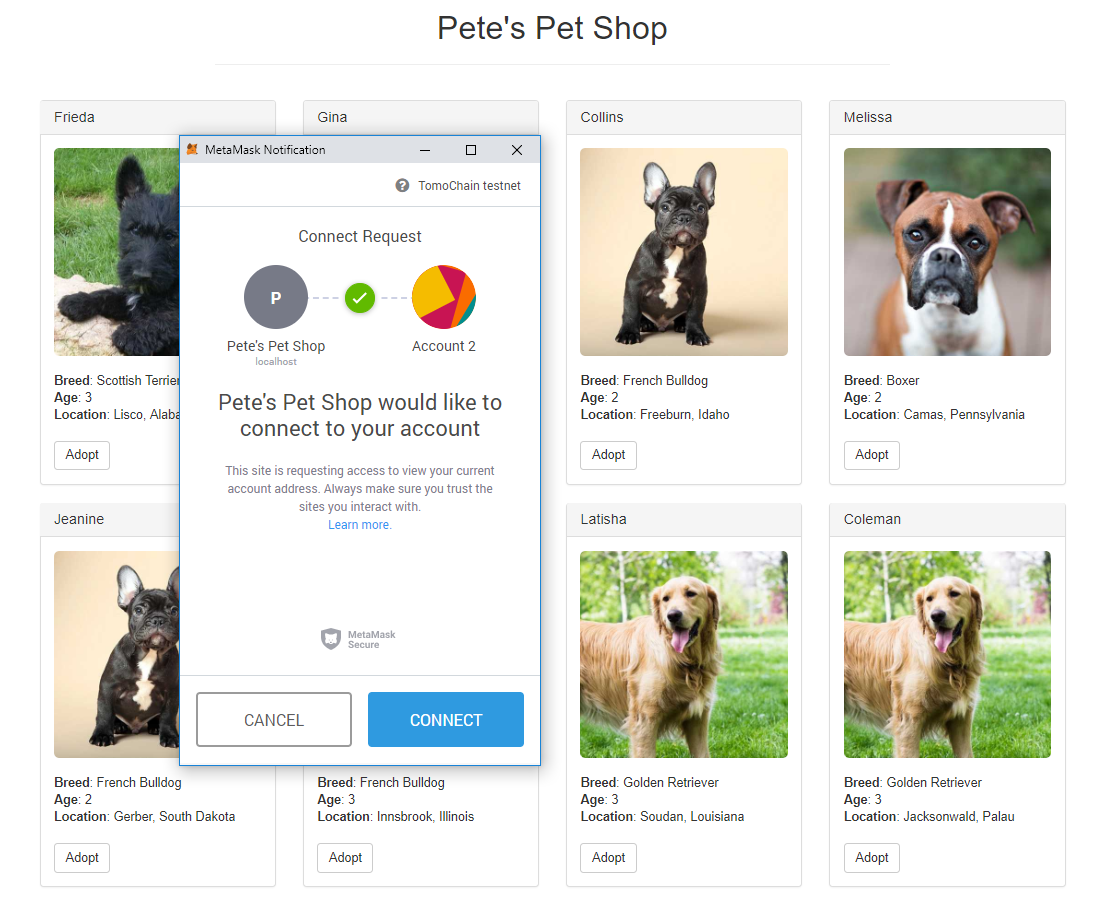 Pete's Pet Shop
Frieda
Gina
Collins
Melissa
MetaMask Notification
TomoChain testnet
Connect Request
P
Pete's Pet Shop
localhost
Account 2
Pete's Pet Shop would like to
connect to your account
This site is requesting access to view your current
account address. Always make sure you trust the
sites you interact with.
Learn more.
MetaMask
Secure
CANCEL
CONNECT
Breed: Scottish Terrier
Age: 3
Location: Lisco,
Adopt
Breed: French Bulldog
Age: 2
Location: Freeburn, Idaho
Adopt
Breed: Boxer
Age: 2
Location: Camas, Pennsylvania
Adopt
Jeanine
Latisha
Coleman
Breed: French Bulldog
Age: 2
Location: Gerber, South Dakota
Adopt
Breed: French Bulldog
Age: 3
Location: Innsbrook, Illinois
Adopt
Breed: Golden Retriever
Age: 3
Location: Soudan, Louisiana
Adopt
Breed: Golden Retriever
Age: 3
Location: Jacksonwald, Palau
Adopt